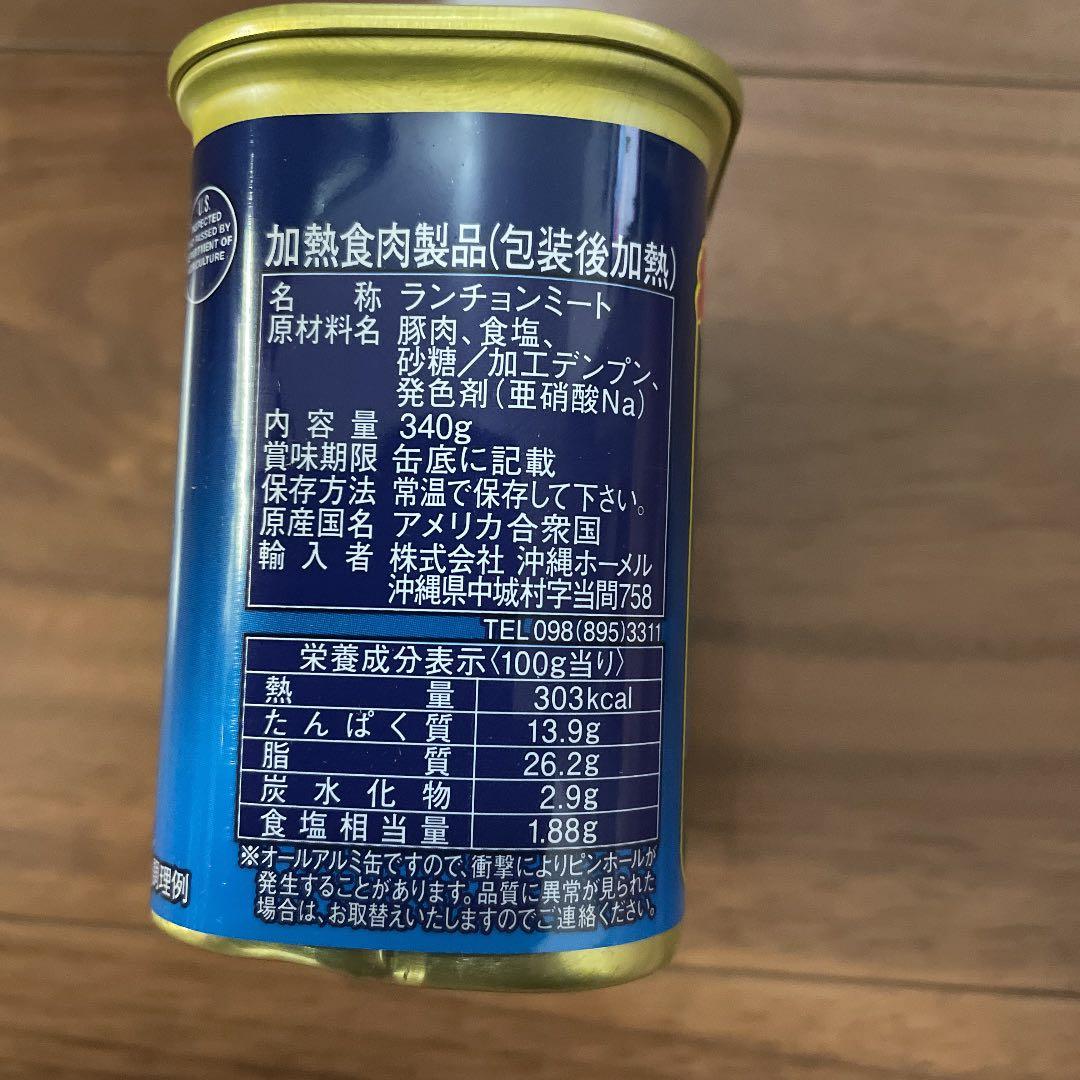 U.S.
INSPECTED
AND PASSED BY
DEPARTMENT OF
AGRICULTURE
加熱食肉製品(包装後加熱)
名称 ランチョンミート
原材料名 豚肉、食塩、
砂糖／加工デンプン、
発色剤(亜硝酸Na)
内容量 340g
賞味期限 缶底に記載
保存方法 常温で保存して下さい。
原産国名 アメリカ合衆国
輸入者 株式会社 沖縄ホーメル
沖縄県中城村字当間758
TEL 098(895)3311
栄養成分表示〈100g当り〉
熱量 303kcal
たんぱく質 13.9g
脂質 26.2g
炭水化物 2.9g
食塩相当量 1.88g
※オールアルミ缶ですので、衝撃によりピンホールが
発生することがあります。品質に異常が見られた
場合は、お取替えいたしますのでご連絡ください。
調理例